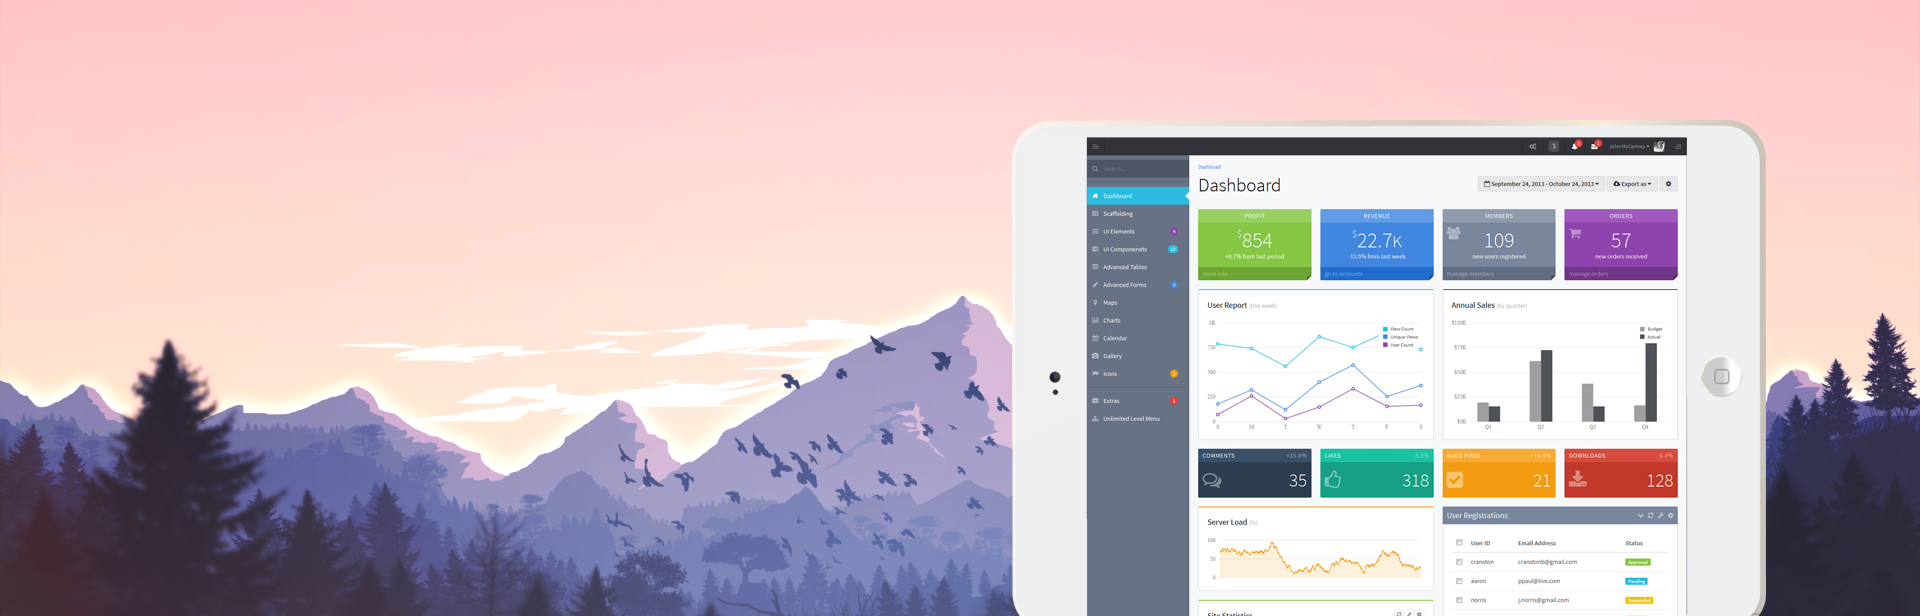 2
1
John McCartney
Search...
Dashboard
Scaffolding
UI Elements 4
UI Componenets 12
Advanced Tables
Advanced Forms 5
Maps
Charts
Calendar
Gallery
Icons
Extras 1
Unlimited Level Menu
Dashboard
Dashboard
September 24, 2013 - October 24, 2013
Export as
PROFIT
$854
+8.7% from last period
more info
REVENUE
$22.7K
-13.5% from last week
go to accounts
MEMBERS
109
new users registered
manage members
ORDERS
57
new orders received
manage orders
User Report (this week)
1K
750
500
250
0
S M T W T F S
View Count
Unique Views
User Count
Annual Sales (by quarter)
$100K
$75K
$50K
$25K
$0K
Q1 Q2 Q3 Q4
Budget
Actual
COMMENTS +15.6%
35
LIKES
318
BUGS FIXED
21
DOWNLOADS
128
Server Load (%)
100
50
0
User Registrations
User ID Email Address Status
cranston cranstonb@gmail.com Approved
aaron ppaul@live.com Pending
norris j.norris@gmail.com Suspended
Site Statistics